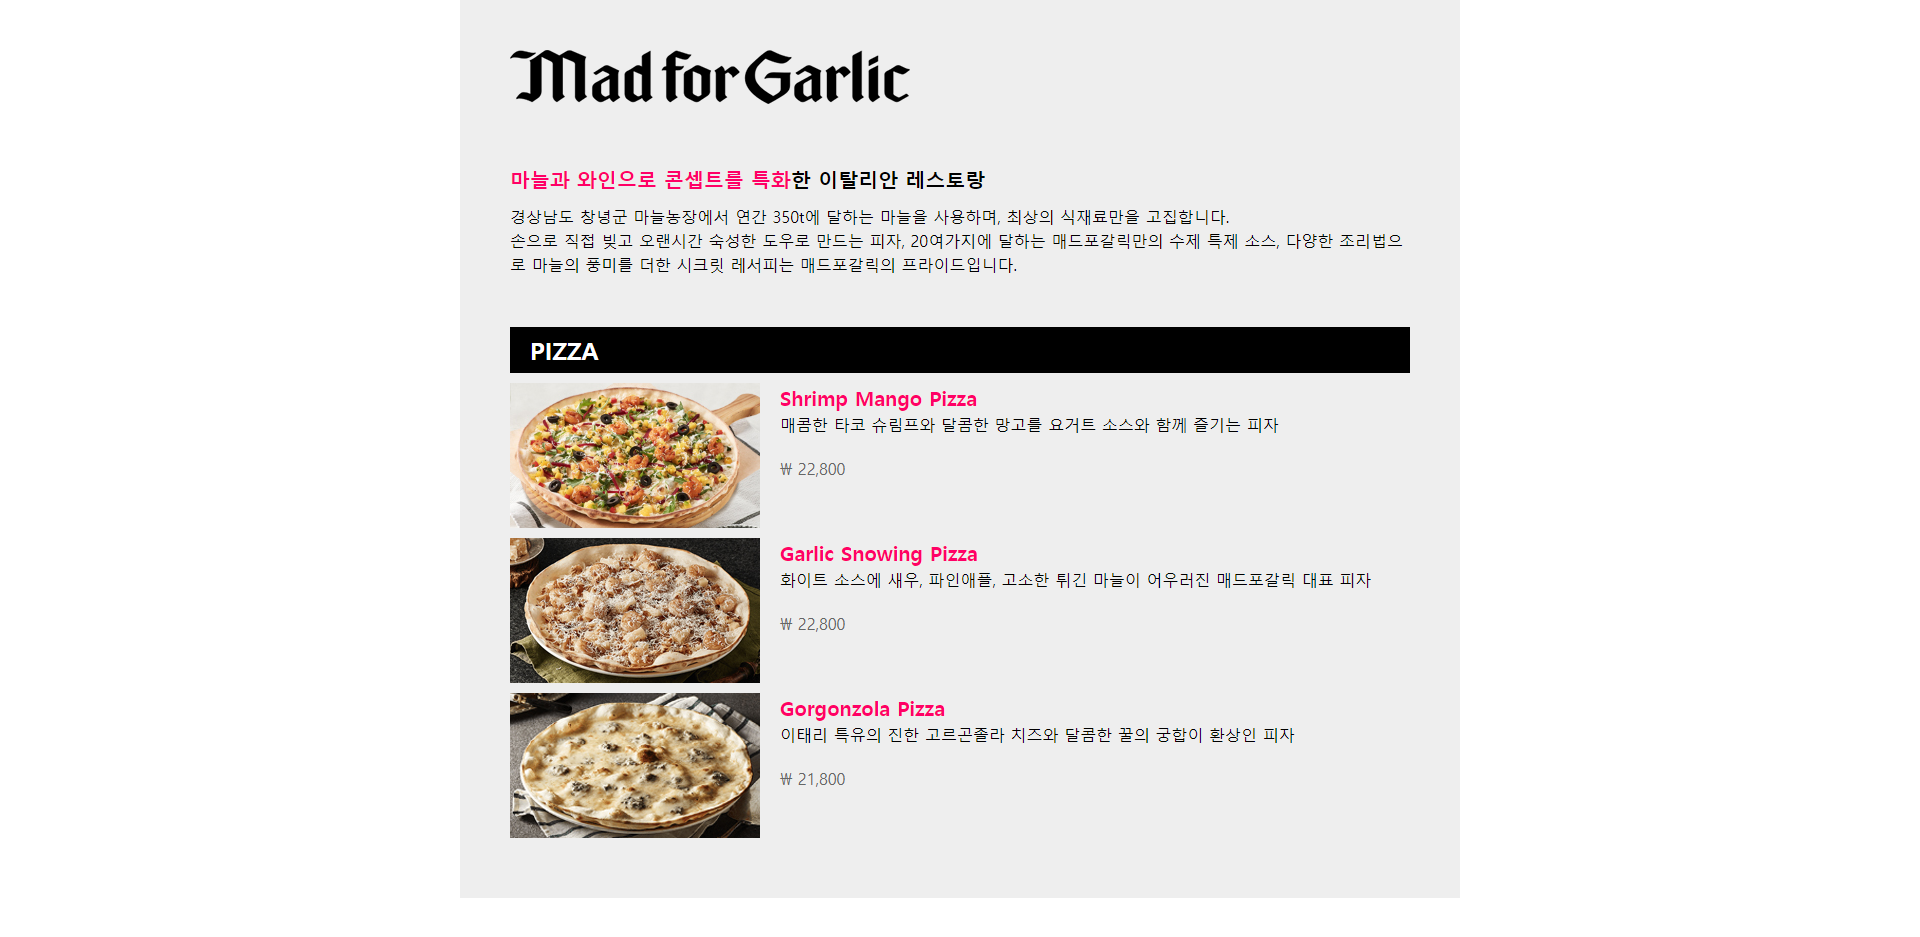 Mad for Garlic
마늘과 와인으로 콘셉트를 특화한 이탈리안 레스토랑
경상남도 창녕군 마늘농장에서 연간 350t에 달하는 마늘을 사용하며, 최상의 식재료만을 고집합니다.
손으로 직접 빚고 오랜시간 숙성한 도우로 만드는 피자, 20여가지에 달하는 매드포갈릭만의 수제 특제 소스, 다양한 조리법으
로 마늘의 풍미를 더한 시크릿 레서피는 매드포갈릭의 프라이드입니다.
PIZZA
Shrimp Mango Pizza
매콤한 타코 슈림프와 달콤한 망고를 요거트 소스와 함께 즐기는 피자
₩ 22,800
Garlic Snowing Pizza
화이트 소스에 새우, 파인애플, 고소한 튀긴 마늘이 어우러진 매드포갈릭 대표 피자
₩ 22,800
Gorgonzola Pizza
이태리 특유의 진한 고르곤졸라 치즈와 달콤한 꿀의 궁합이 환상인 피자
₩ 21,800